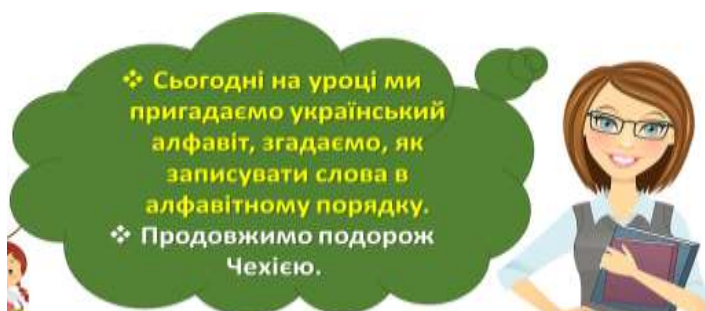 ❖ Сьогодні на уроці ми
пригадаємо український
алфавіт, згадаємо, як
записувати слова в
алфавітному порядку.
❖ Продовжимо подорож
Чехією.